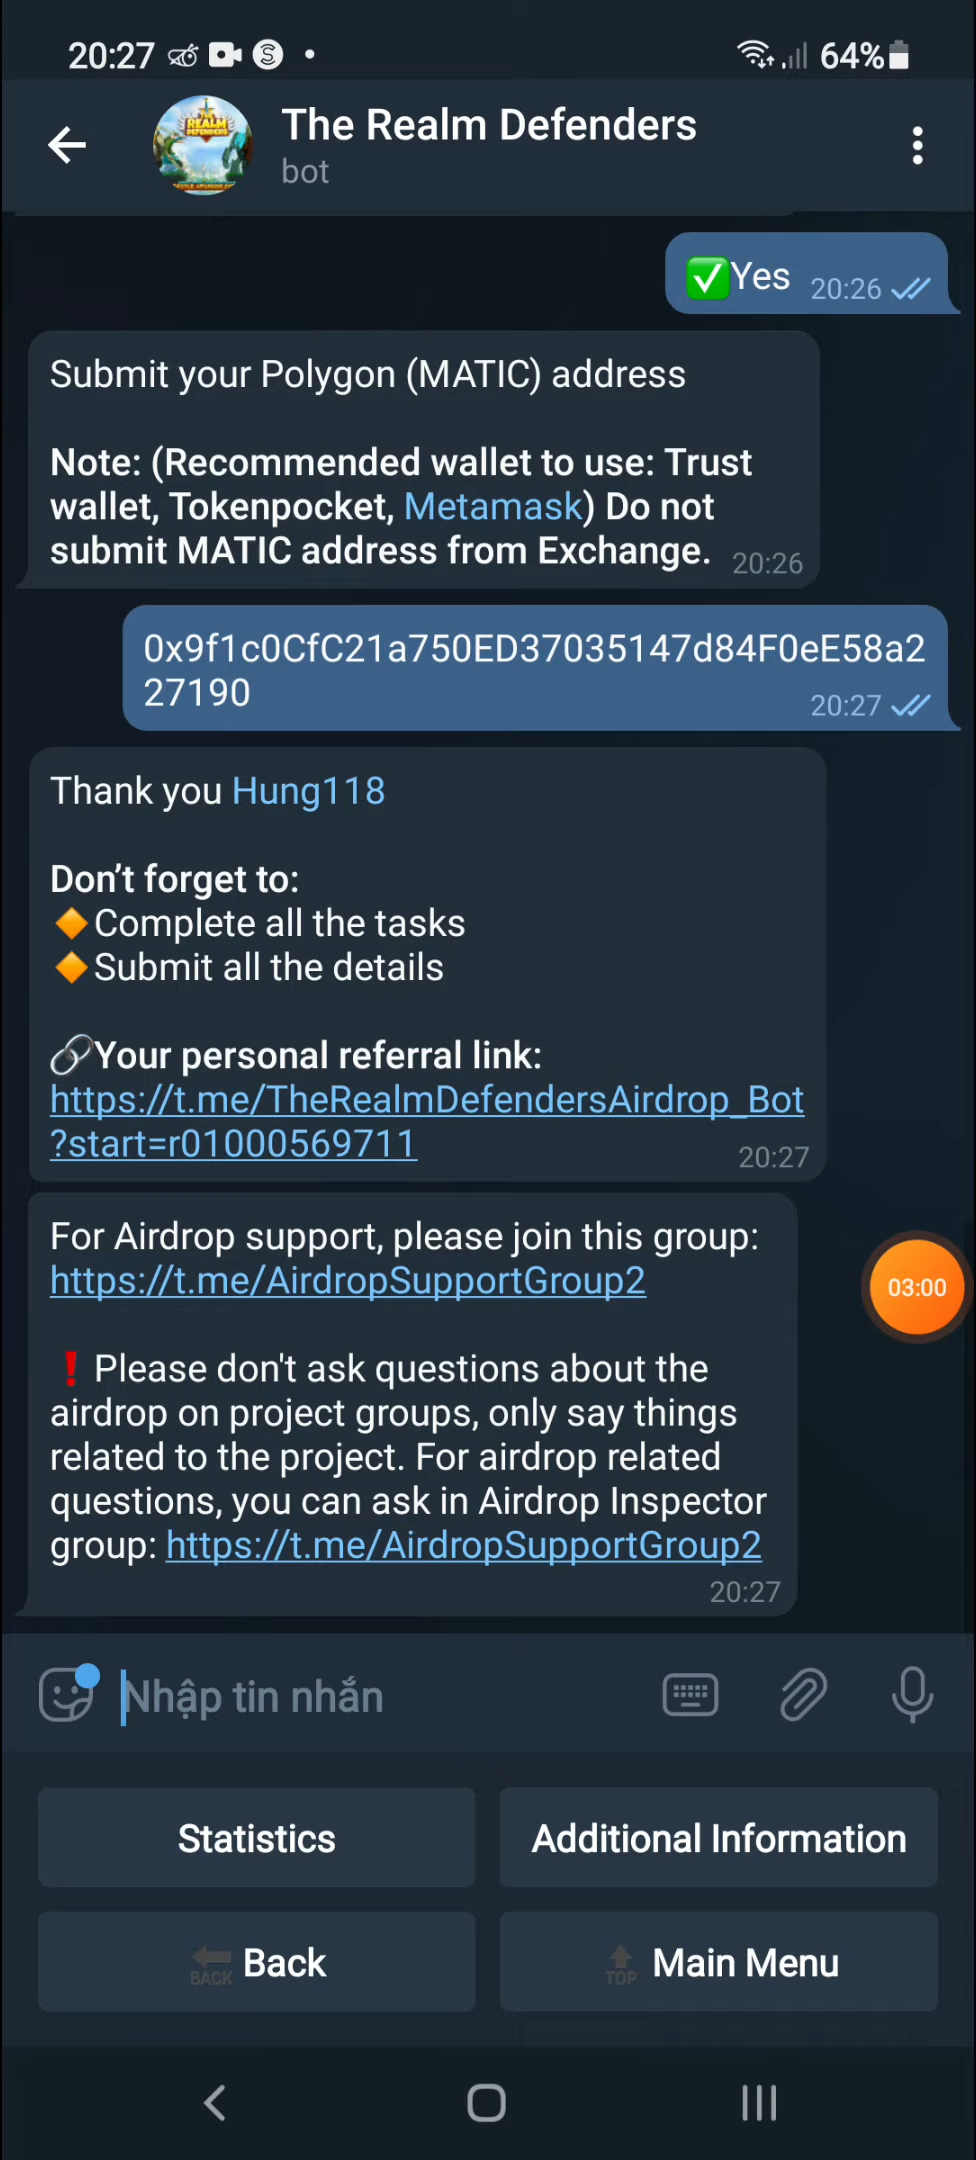 20:27
64%
The Realm Defenders
bot
✅Yes 20:26
Submit your Polygon (MATIC) address
Note: (Recommended wallet to use: Trust
wallet, Tokenpocket, Metamask) Do not
submit MATIC address from Exchange. 20:26
0x9f1c0CfC21a750ED37035147d84F0eE58a2
27190
20:27
Thank you Hung118
Don’t forget to:
🔸Complete all the tasks
🔸Submit all the details
🔗Your personal referral link:
https://t.me/TheRealmDefendersAirdrop_Bot
?start=r01000569711
20:27
For Airdrop support, please join this group:
https://t.me/AirdropSupportGroup2
03:00
❗️Please don't ask questions about the
airdrop on project groups, only say things
related to the project. For airdrop related
questions, you can ask in Airdrop Inspector
group: https://t.me/AirdropSupportGroup2
20:27
Nhập tin nhắn
Statistics
Additional Information
BACK Back
TOP Main Menu